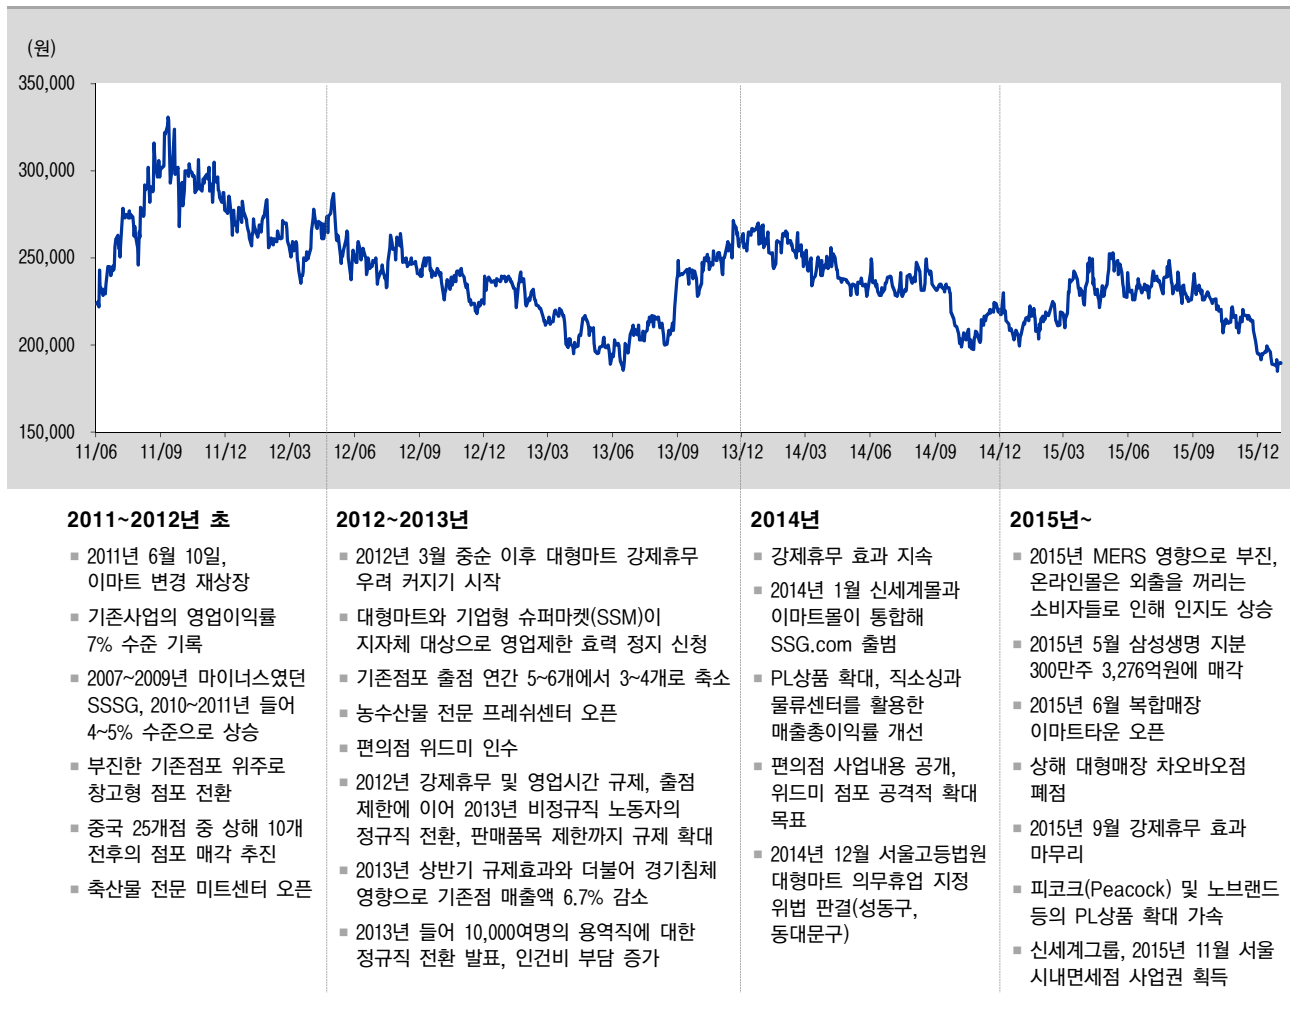 (원)
350,000
300,000
250,000
200,000
150,000
11/06 11/09 11/12 12/03 12/06 12/09 12/12 13/03 13/06 13/09 13/12 14/03 14/06 14/09 14/12 15/03 15/06 15/09 15/12
2011~2012년 초
▪ 2011년 6월 10일,
이마트 변경 재상장
▪ 기존사업의 영업이익률
7% 수준 기록
▪ 2007~2009년 마이너스였던
SSSG, 2010~2011년 들어
4~5% 수준으로 상승
▪ 부진한 기존점포 위주로
창고형 점포 전환
▪ 중국 25개점 중 상해 10개
전후의 점포 매각 추진
▪ 축산물 전문 미트센터 오픈
2012~2013년
▪ 2012년 3월 중순 이후 대형마트 강제휴무
우려 커지기 시작
▪ 대형마트와 기업형 슈퍼마켓(SSM)이
지자체 대상으로 영업제한 효력 정지 신청
▪ 기존점포 출점 연간 5~6개에서 3~4개로 축소
▪ 농수산물 전문 프레쉬센터 오픈
▪ 편의점 위드미 인수
▪ 2012년 강제휴무 및 영업시간 규제, 출점
제한에 이어 2013년 비정규직 노동자의
정규직 전환, 판매품목 제한까지 규제 확대
▪ 2013년 상반기 규제효과와 더불어 경기침체
영향으로 기존점 매출액 6.7% 감소
▪ 2013년 들어 10,000여명의 용역직에 대한
정규직 전환 발표, 인건비 부담 증가
2014년
▪ 강제휴무 효과 지속
▪ 2014년 1월 신세계몰과
이마트몰이 통합해
SSG.com 출범
▪ PL상품 확대, 직소싱과
물류센터를 활용한
매출총이익률 개선
▪ 편의점 사업내용 공개,
위드미 점포 공격적 확대
목표
▪ 2014년 12월 서울고등법원
대형마트 의무휴업 지정
위법 판결(성동구,
동대문구)
2015년~
▪ 2015년 MERS 영향으로 부진,
온라인몰은 외출을 꺼리는
소비자들로 인해 인지도 상승
▪ 2015년 5월 삼성생명 지분
300만주 3,276억원에 매각
▪ 2015년 6월 복합매장
이마트타운 오픈
▪ 상해 대형매장 차오바오점
폐점
▪ 2015년 9월 강제휴무 효과
마무리
▪ 피코크(Peacock) 및 노브랜드
등의 PL상품 확대 가속
▪ 신세계그룹, 2015년 11월 서울
시내면세점 사업권 획득